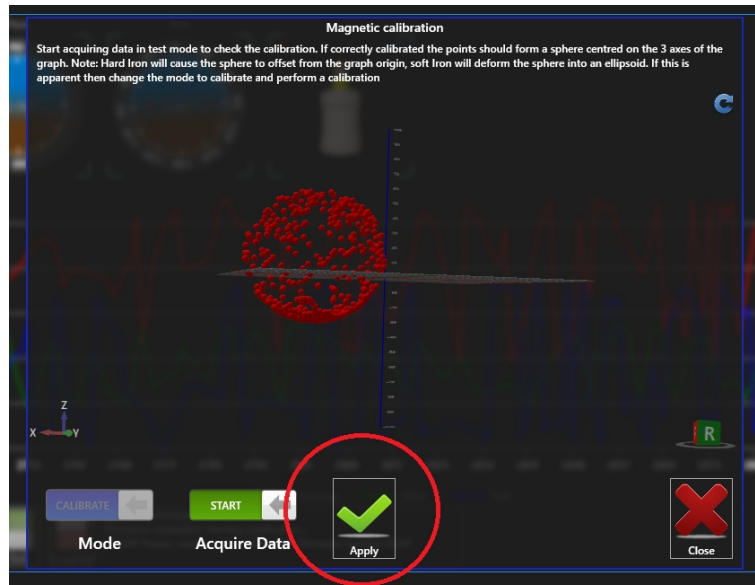 Magnetic calibration
Start acquiring data in test mode to check the calibration. If correctly calibrated the points should form a sphere centred on the 3 axes of the
graph. Note: Hard Iron will cause the sphere to offset from the graph origin, soft Iron will deform the sphere into an ellipsoid. If this is
apparent then change the mode to calibrate and perform a calibration
Z
X Y
R
CALIBRATE START
Mode Acquire Data Apply Close